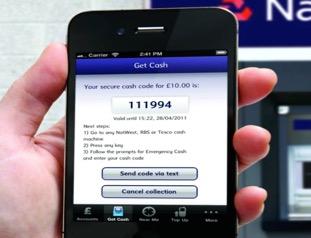 Na
Carrier 2:41 PM
Get Cash
Your secure cash code for £10.00 is:
111994
Valid until 15:22, 28/04/2011
Next steps:
1) Go to any NatWest, RBS or Tesco cash
machine
2) Press any key
3) Follow the prompts for Emergency Cash
and enter your cash code
Send code via text
Cancel collection
£
Accounts Get Cash Near Me Top Up More